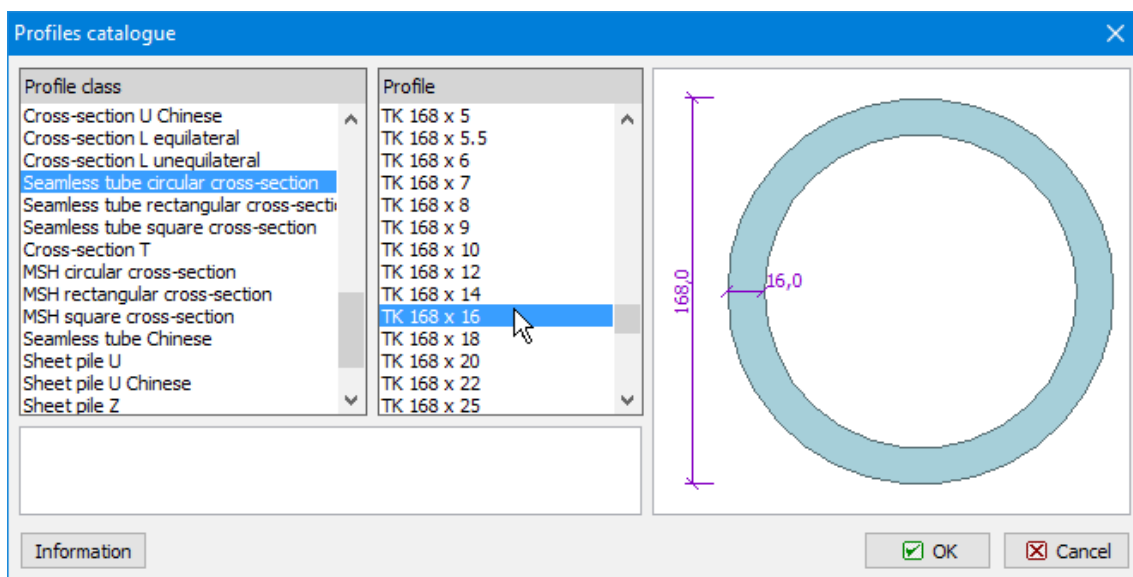 Profiles catalogue
Profile class
Cross-section U Chinese
Cross-section L equilateral
Cross-section L unequilateral
Seamless tube circular cross-section
Seamless tube rectangular cross-secti
Seamless tube square cross-section
Cross-section T
MSH circular cross-section
MSH rectangular cross-section
MSH square cross-section
Seamless tube Chinese
Sheet pile U
Sheet pile U Chinese
Sheet pile Z
Profile
TK 168 x 5
TK 168 x 5.5
TK 168 x 6
TK 168 x 7
TK 168 x 8
TK 168 x 9
TK 168 x 10
TK 168 x 12
TK 168 x 14
TK 168 x 16
TK 168 x 18
TK 168 x 20
TK 168 x 22
TK 168 x 25
168,0
16,0
Information
OK
Cancel